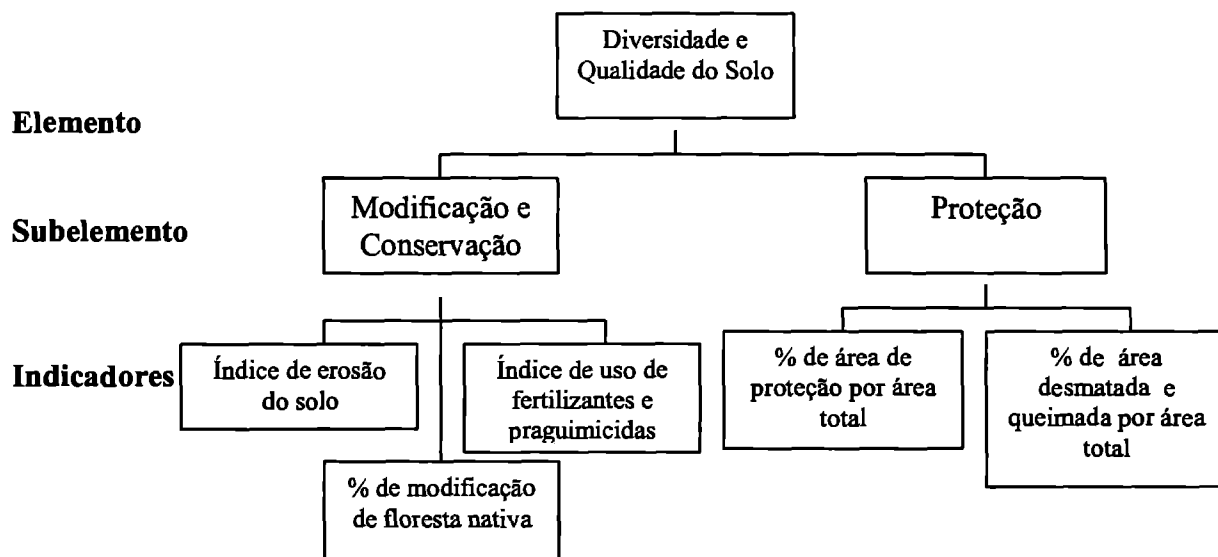 Diversidade e
Qualidade do Solo
Elemento
Subelemento
Modificação e
Conservação
Proteção
Indicadores
Índice de erosão
do solo
Índice de uso de
fertilizantes e
praguimicidas
% de modificação
de floresta nativa
% de área de
proteção por área
total
% de área
desmatada e
queimada por área
total